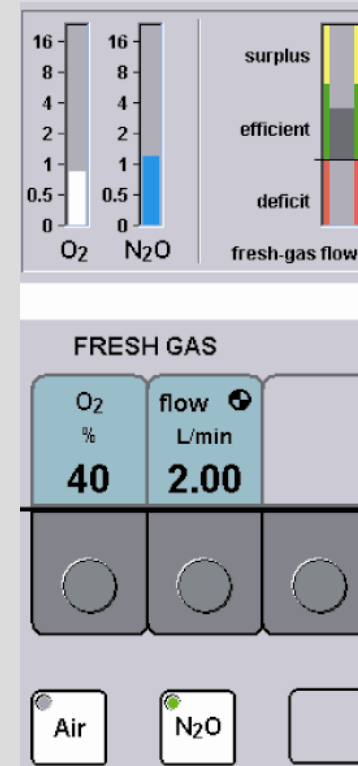 16 16
8 8 surplus
4 4
2 2 efficient
1 1
0.5 0.5
0 0 deficit
O₂ N₂O fresh-gas flow
FRESH GAS
O₂ flow
% L/min
40 2.00
Air N₂O